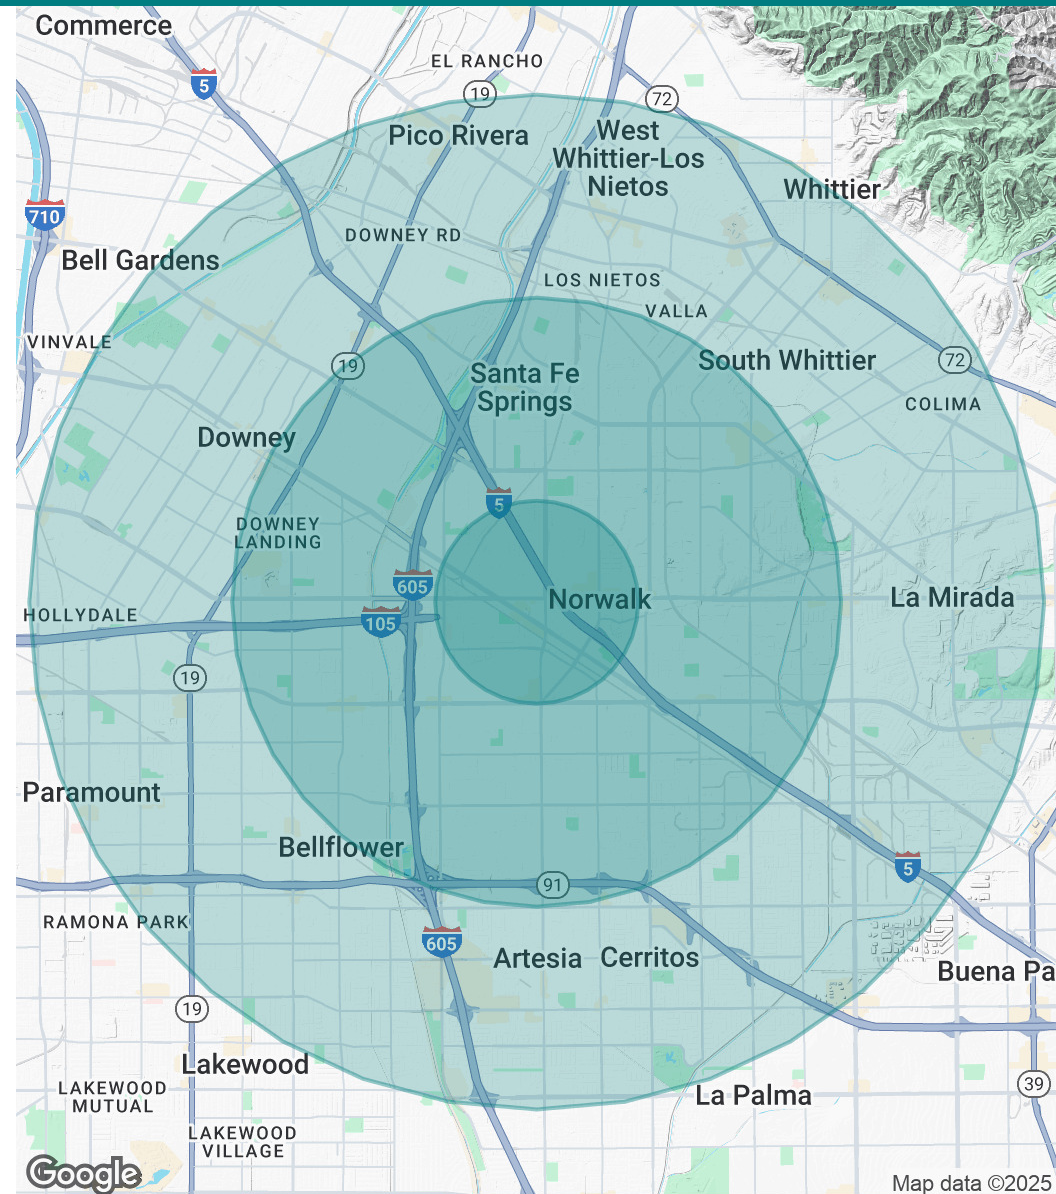 Commerce
EL RANCHO
5
19
72
Pico Rivera
West
Whittier-Los
Nietos
Whittier
710
DOWNEY RD
Bell Gardens
LOS NIETOS
VALLA
VINVALE
19
South Whittier
72
Santa Fe
Springs
COLIMA
Downey
5
DOWNEY
LANDING
605
Norwalk
La Mirada
HOLLYDALE
105
19
Paramount
Bellflower
5
91
RAMONA PARK
605
Artesia
Cerritos
Buena Pa
19
Lakewood
LAKEWOOD
MUTUAL
39
La Palma
LAKEWOOD
VILLAGE
Google
Map data ©2025